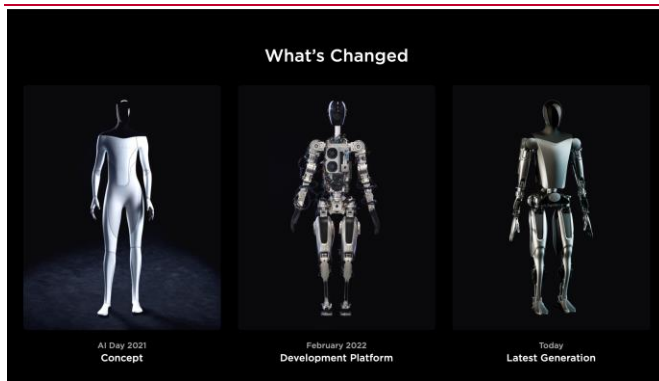 What's Changed
AI Day 2021
Concept
February 2022
Development Platform
Today
Latest Generation